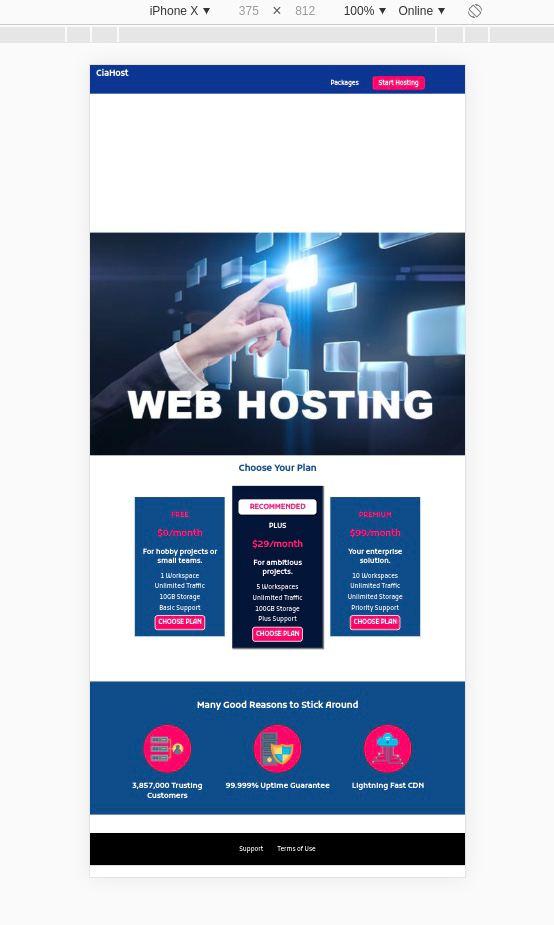 iPhone X ▼ 375 × 812 100% ▼ Online ▼
CiaHost
Packages Start Hosting
WEB HOSTING
Choose Your Plan
FREE
$0/month
For hobby projects or
small teams.
1 Workspace
Unlimited Traffic
10GB Storage
Basic Support
CHOOSE PLAN
RECOMMENDED
PLUS
$29/month
For ambitious
projects.
5 Workspaces
Unlimited Traffic
100GB Storage
Plus Support
CHOOSE PLAN
PREMIUM
$99/month
Your enterprise
solution.
10 Workspaces
Unlimited Traffic
Unlimited Storage
Priority Support
CHOOSE PLAN
Many Good Reasons to Stick Around
3,857,000 Trusting
Customers
99.999% Uptime Guarantee
Lightning Fast CDN
Support Terms of Use